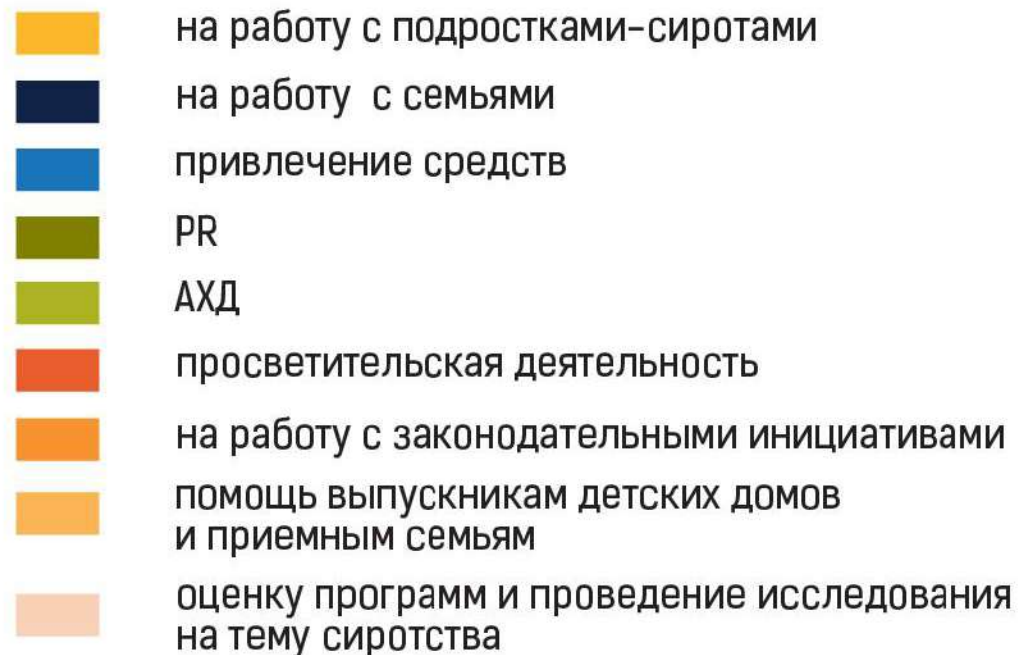 на работу с подростками-сиротами
на работу с семьями
привлечение средств
PR
АХД
просветительская деятельность
на работу с законодательными инициативами
помощь выпускникам детских домов
и приемным семьям
оценку программ и проведение исследования
на тему сиротства